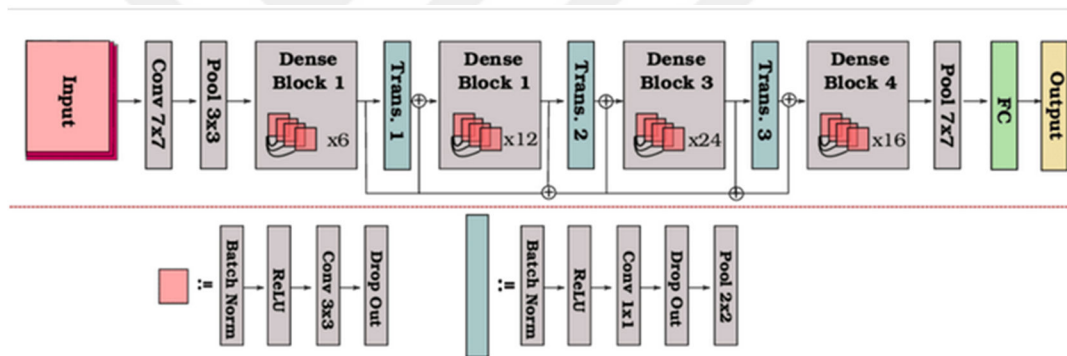 Input
Conv 7x7
Pool 3x3
Dense
Block 1
x6
Trans. 1
Dense
Block 1
x12
Trans. 2
Dense
Block 3
x24
Trans. 3
Dense
Block 4
x16
Pool 7x7
FC
Output
:=
Batch Norm
ReLU
Conv 3x3
Drop Out
:=
Batch Norm
ReLU
Conv 1x1
Drop Out
Pool 2x2